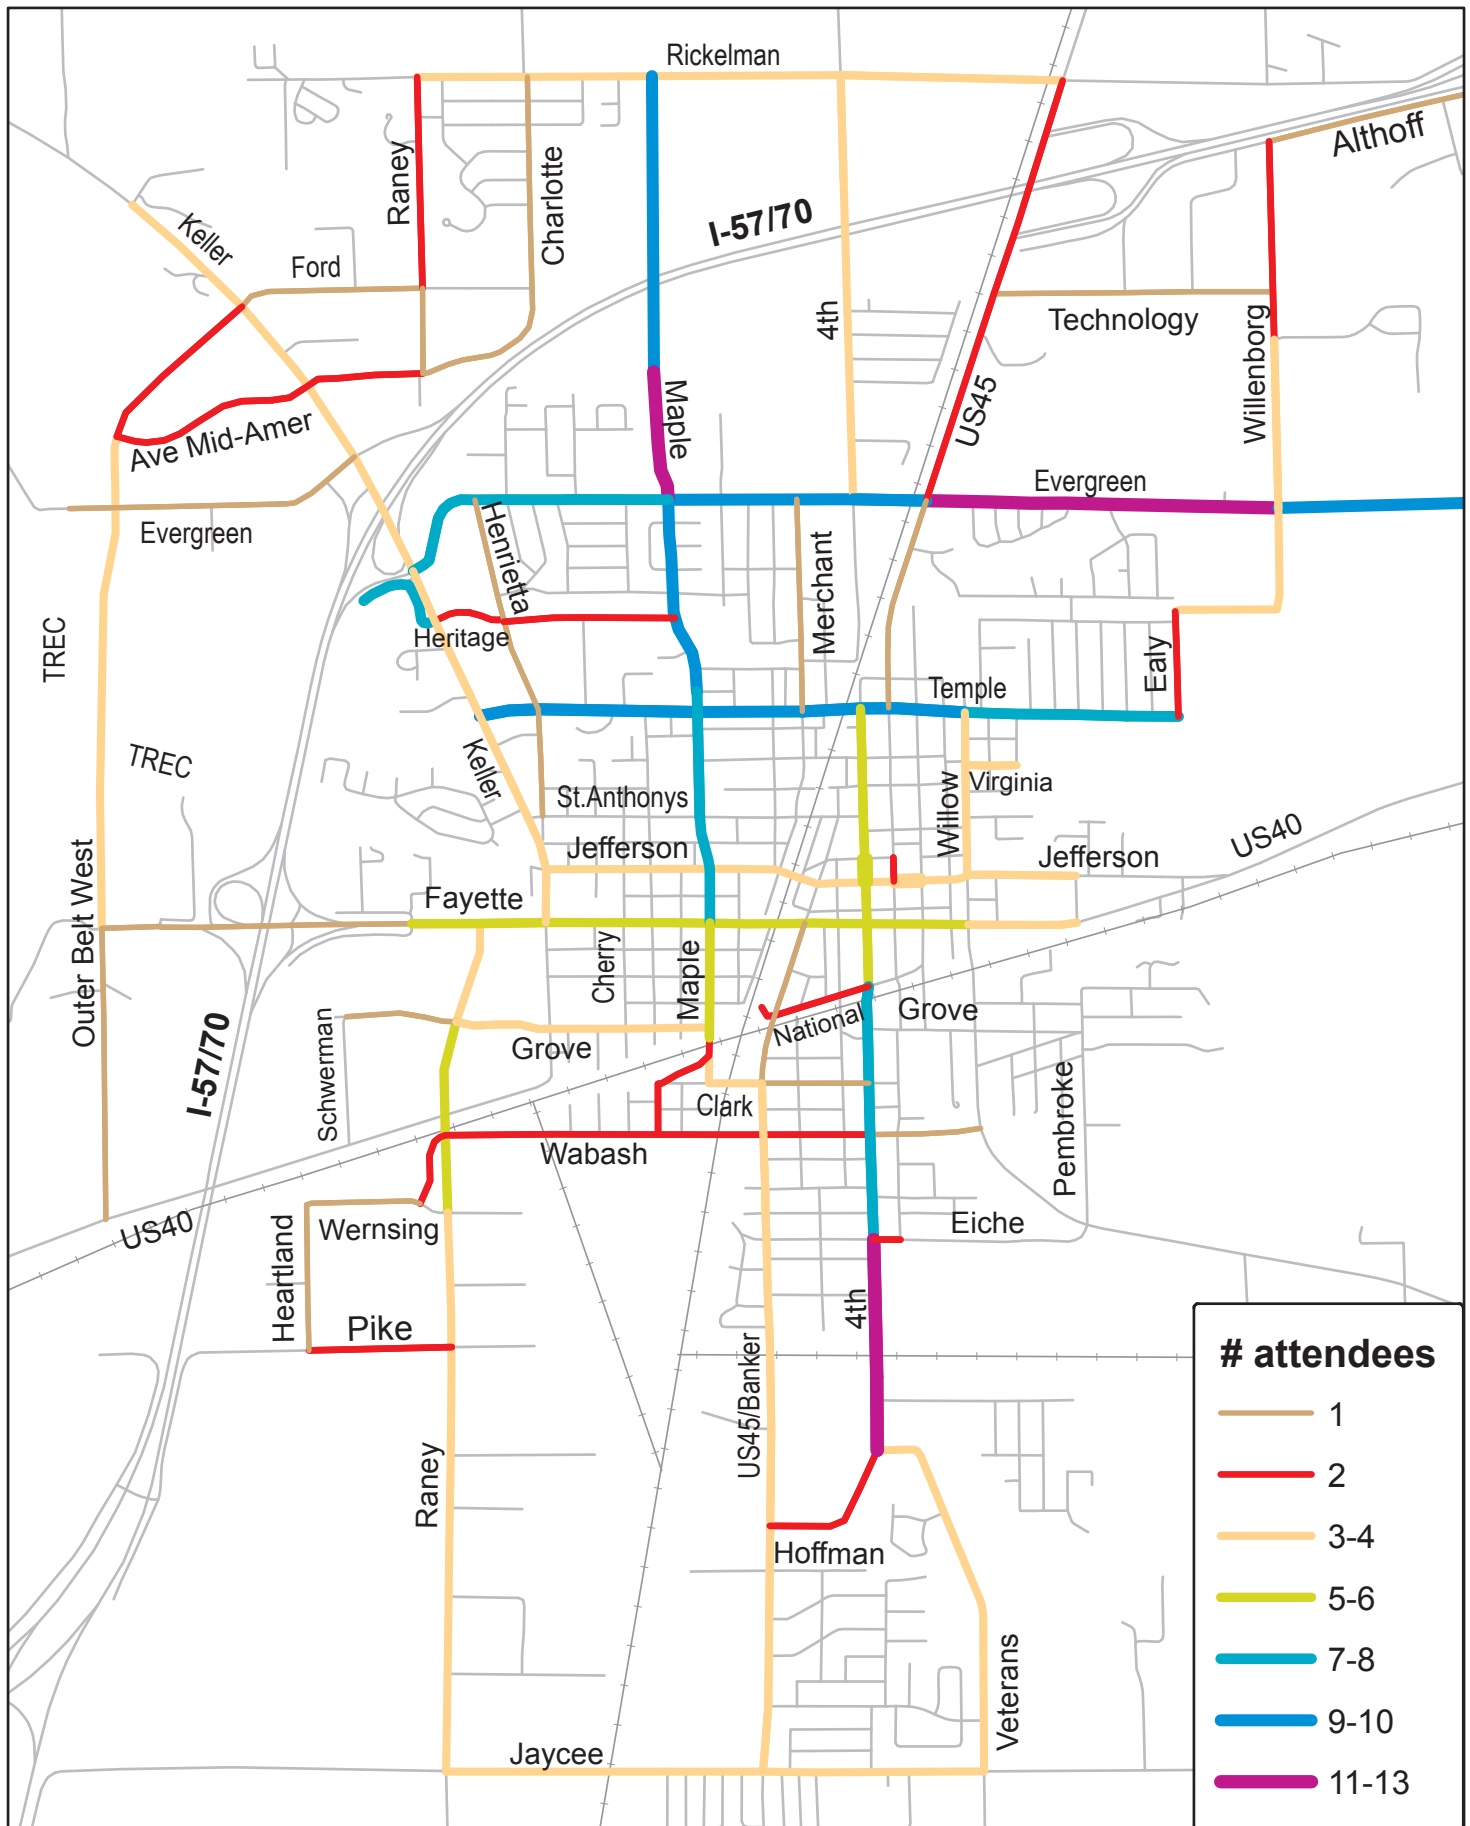 Rickelman
Althoff
Raney
Charlotte
I-57/70
Keller
Ford
4th
Technology
Willenborg
Maple
US45
Ave Mid-Amer
Evergreen
Evergreen
Henrietta
Merchant
TREC
Heritage
Ealy
Temple
TREC
Keller
Virginia
St.Anthonys
Willow
US40
Jefferson
Jefferson
Outer Belt West
Fayette
Cherry
Maple
Grove
National
I-57/70
Schwerman
Grove
Pembroke
Clark
Wabash
US40
Wernsing
Eiche
Heartland
Pike
4th
US45/Banker
Raney
Hoffman
Veterans
Jaycee
# attendees
1
2
3-4
5-6
7-8
9-10
11-13